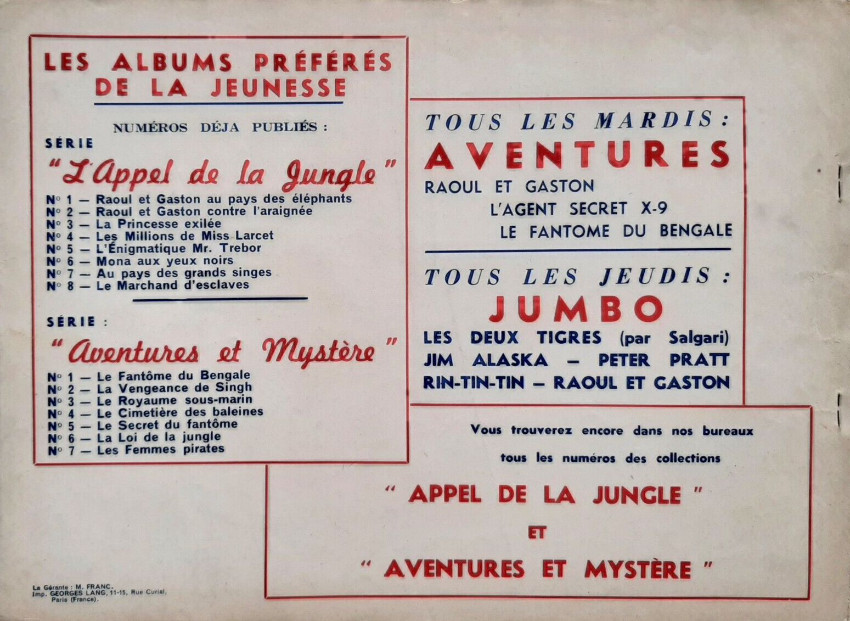 LES ALBUMS PRÉFÉRÉS
DE LA JEUNESSE
NUMÉROS DÉJA PUBLIÉS :
SÉRIE
"L'Appel de la Jungle"
Nº 1 — Raoul et Gaston au pays des éléphants
Nº 2 — Raoul et Gaston contre l'araignée
Nº 3 — La Princesse exilée
Nº 4 — Les Millions de Miss Larcet
Nº 5 — L'Énigmatique Mr. Trebor
Nº 6 — Mona aux yeux noirs
Nº 7 — Au pays des grands singes
Nº 8 — Le Marchand d'esclaves
SÉRIE :
"Aventures et Mystère"
Nº 1 — Le Fantôme du Bengale
Nº 2 — La Vengeance de Singh
Nº 3 — Le Royaume sous-marin
Nº 4 — Le Cimetière des baleines
Nº 5 — Le Secret du fantôme
Nº 6 — La Loi de la jungle
Nº 7 — Les Femmes pirates
TOUS LES MARDIS :
AVENTURES
RAOUL ET GASTON
L'AGENT SECRET X-9
LE FANTOME DU BENGALE
TOUS LES JEUDIS :
JUMBO
LES DEUX TIGRES (par Salgari)
JIM ALASKA — PETER PRATT
RIN-TIN-TIN — RAOUL ET GASTON
Vous trouverez encore dans nos bureaux
tous les numéros des collections
" APPEL DE LA JUNGLE "
ET
" AVENTURES ET MYSTÈRE "
La Gérante : M. FRANC.
Imp. GEORGES LANG, 11-15, Rue Curial,
Paris (France).